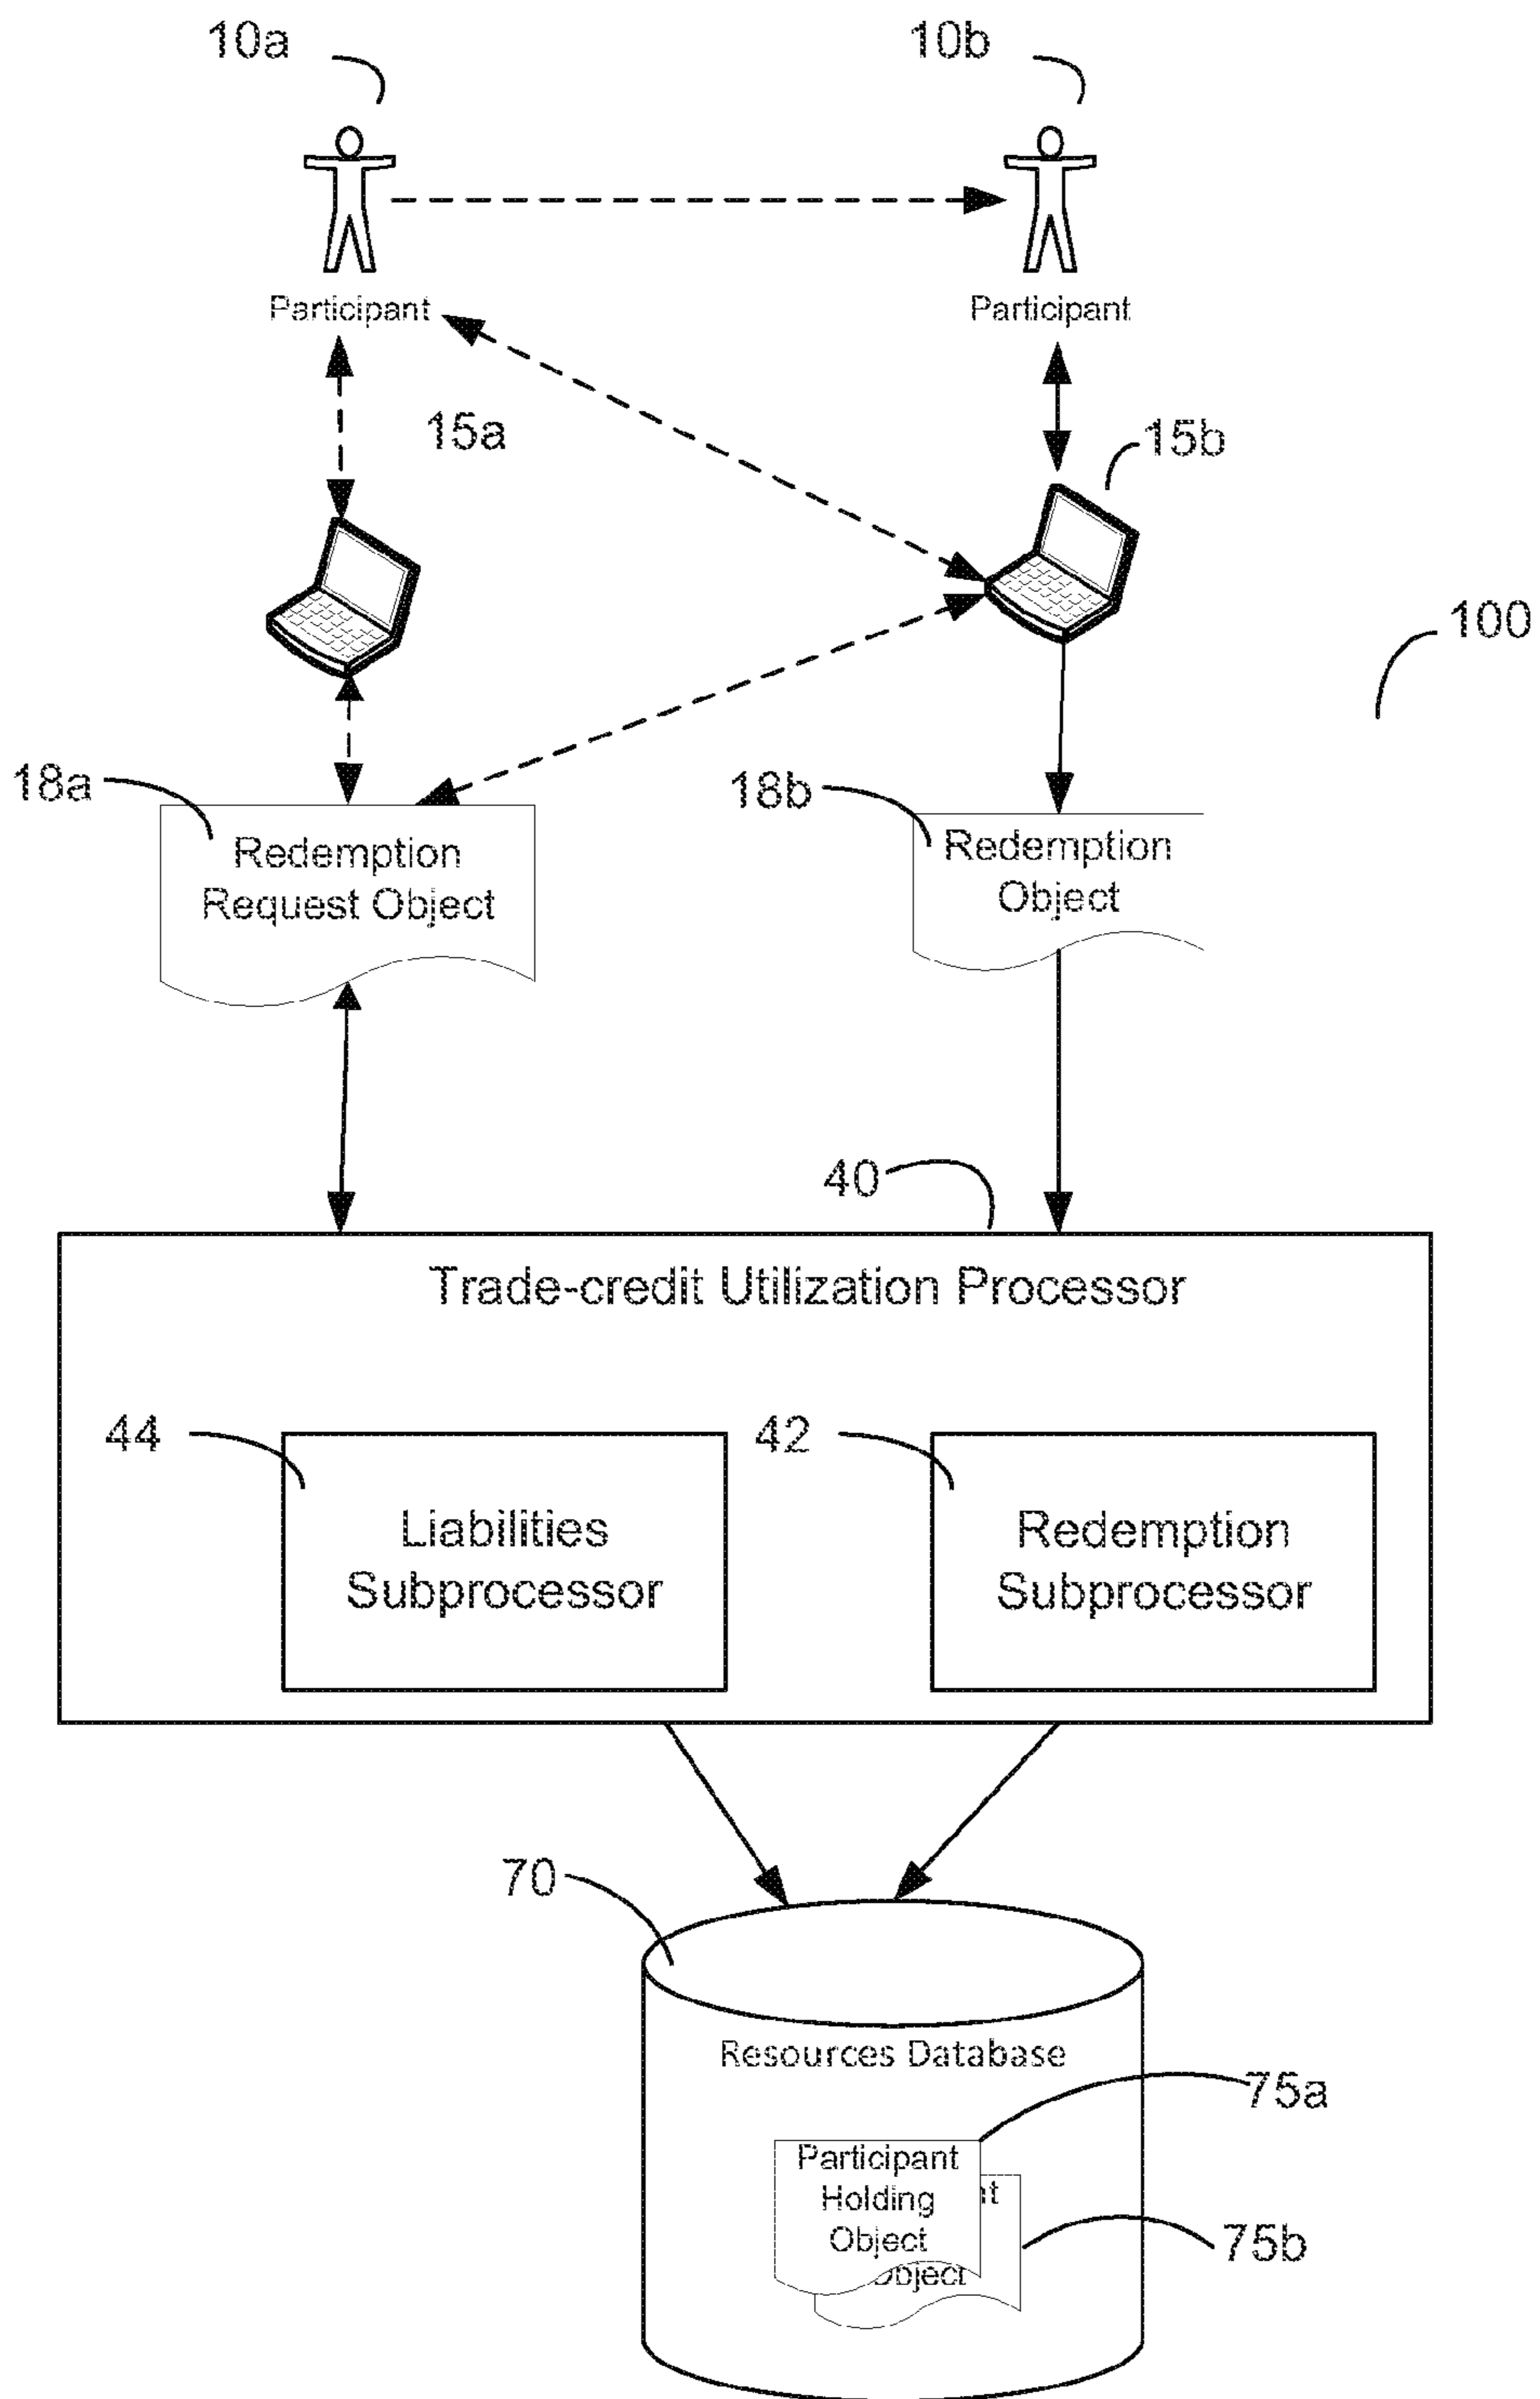 10a
10b
Participant
Participant
15a
15b
100
18a
18b
Redemption
Request Object
Redemption
Object
40
Trade-credit Utilization Processor
44
42
Liabilities
Subprocessor
Redemption
Subprocessor
70
Resources Database
75a
Participant
Holding
Object
75b